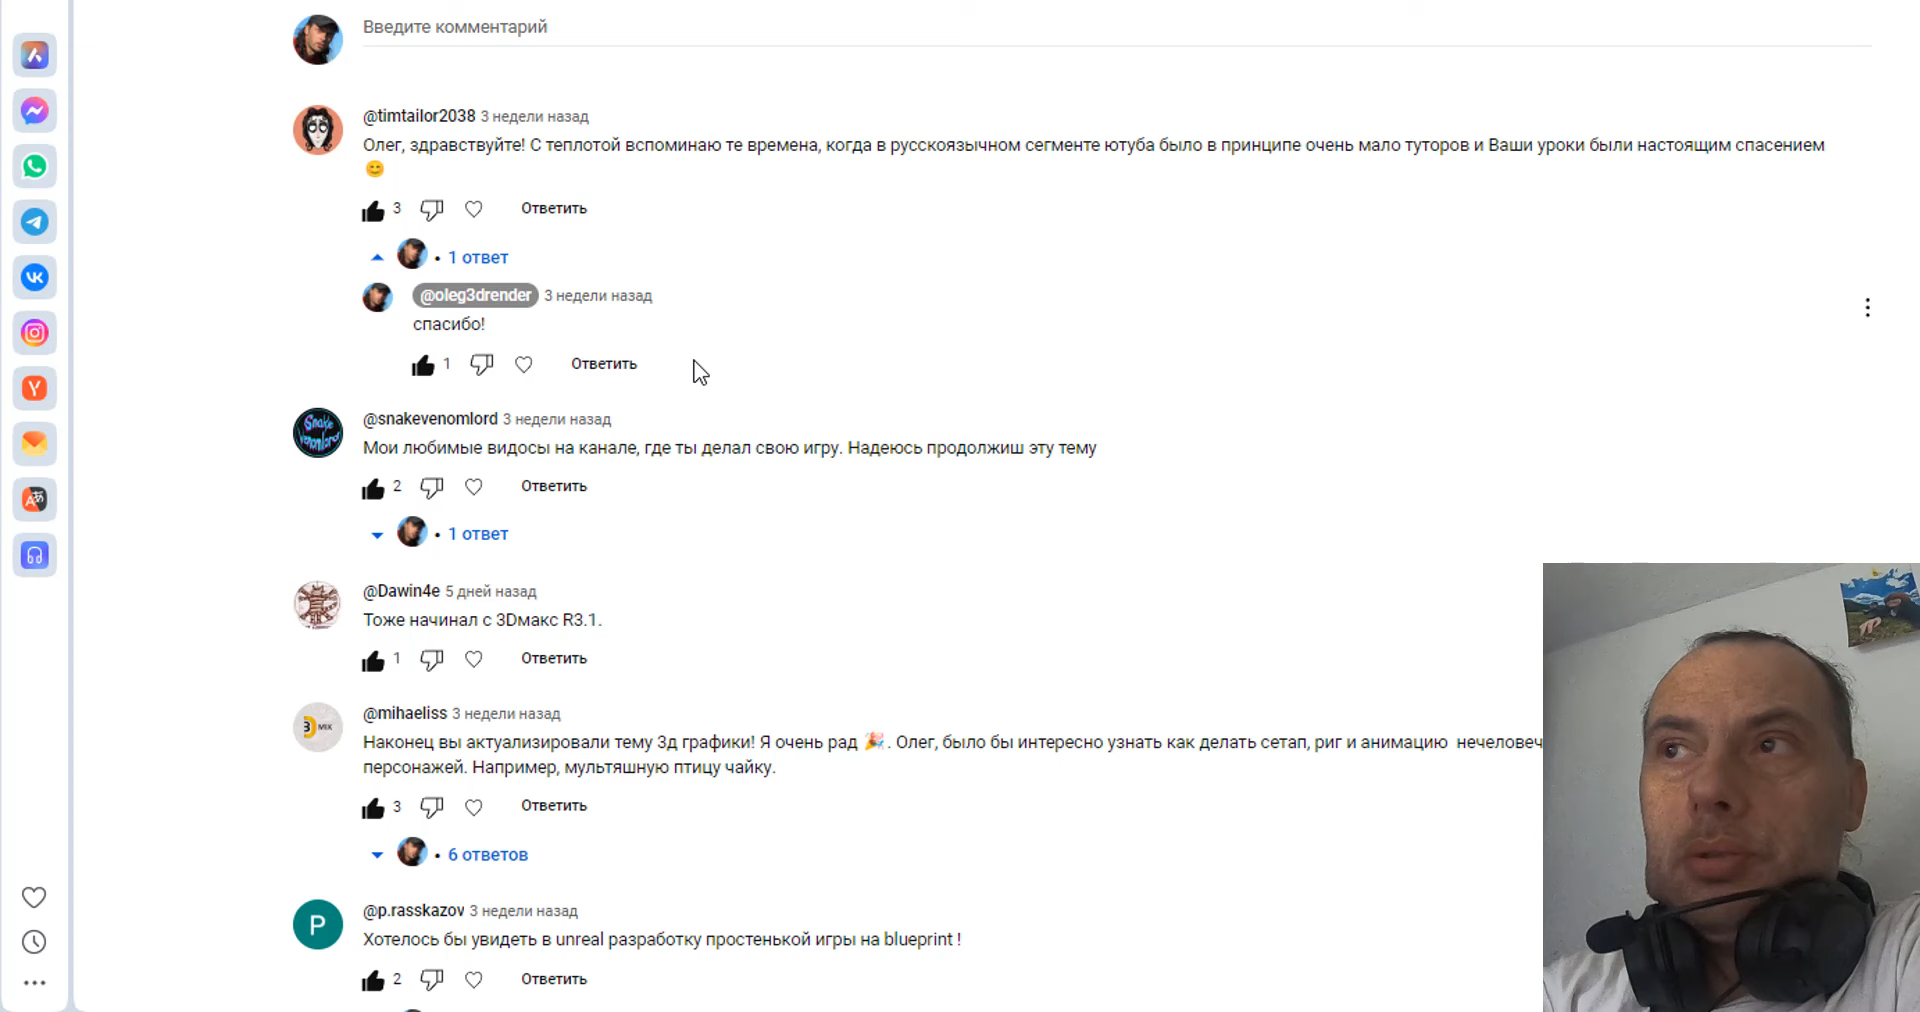 Введите комментарий
@timtailor2038 3 недели назад
Олег, здравствуйте! С теплотой вспоминаю те времена, когда в русскоязычном сегменте ютуба было в принципе очень мало туторов и Ваши уроки были настоящим спасением
😊
3 Ответить
• 1 ответ
@oleg3drender 3 недели назад
спасибо!
1 Ответить
Snake venomlord
@snakevenomlord 3 недели назад
Мои любимые видосы на канале, где ты делал свою игру. Надеюсь продолжиш эту тему
2 Ответить
• 1 ответ
@Dawin4e 5 дней назад
Тоже начинал с 3Dмакс R3.1.
1 Ответить
3 MIX
@mihaeliss 3 недели назад
Наконец вы актуализировали тему 3д графики! Я очень рад 🎉. Олег, было бы интересно узнать как делать сетап, риг и анимацию нечеловеч
персонажей. Например, мультяшную птицу чайку.
3 Ответить
• 6 ответов
P
@p.rasskazov 3 недели назад
Хотелось бы увидеть в unreal разработку простенькой игры на blueprint !
2 Ответить